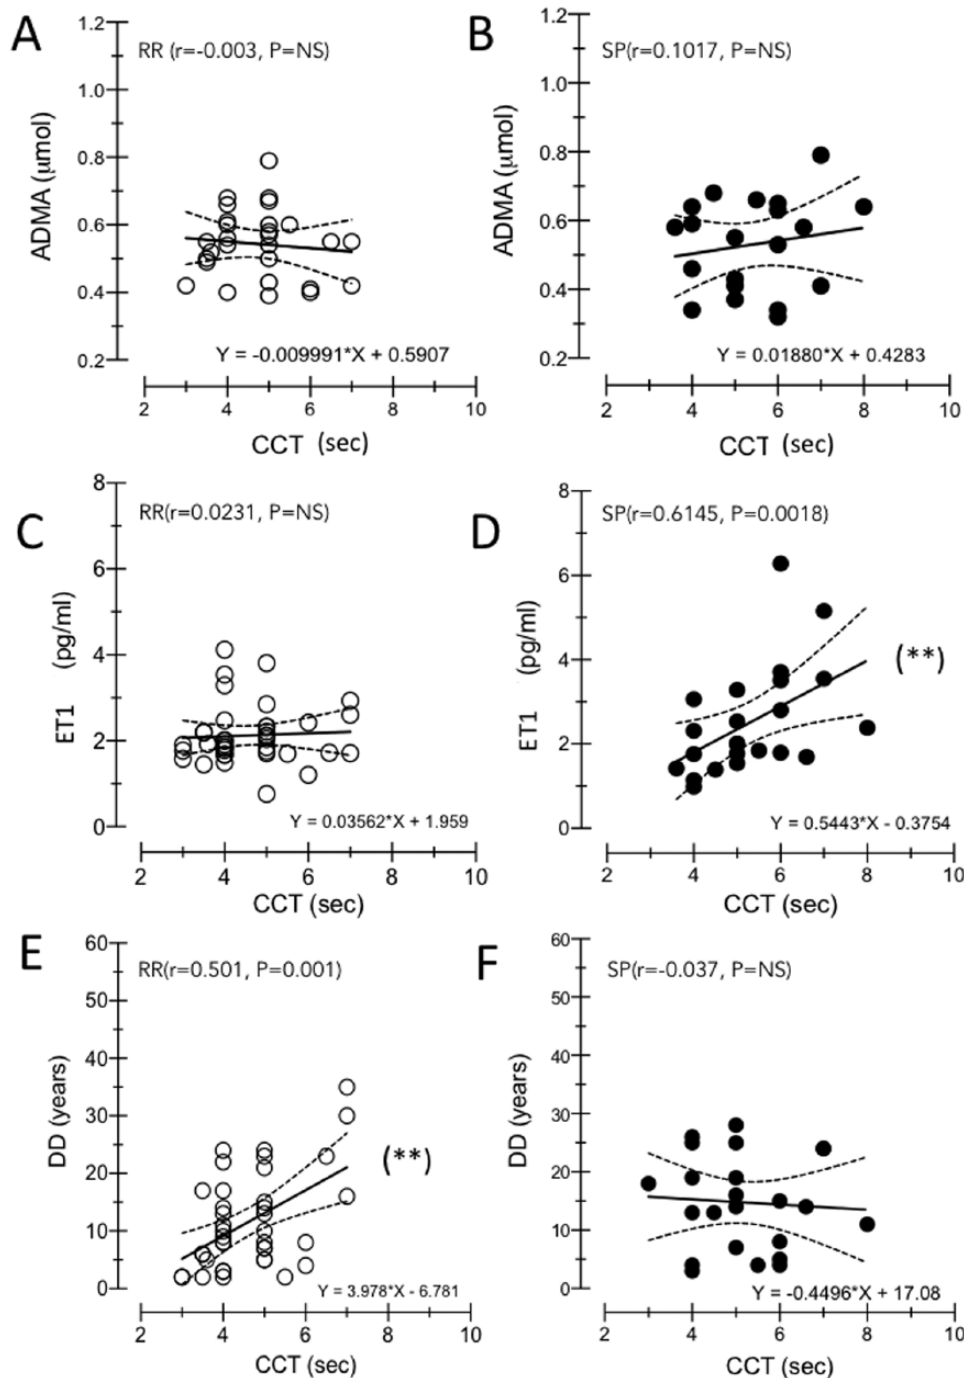 A
RR (r=-0.003, P=NS)
1.2
1.0
0.8
0.6
0.4
0.2
ADMA (μmol)
Y = -0.009991*X + 0.5907
2 4 6 8 10
CCT (sec)
B
SP(r=0.1017, P=NS)
1.2
1.0
0.8
0.6
0.4
0.2
ADMA (μmol)
Y = 0.01880*X + 0.4283
2 4 6 8 10
CCT (sec)
C
RR(r=0.0231, P=NS)
8
6
4
2
0
ET1 (pg/ml)
Y = 0.03562*X + 1.959
2 4 6 8 10
CCT (sec)
D
SP(r=0.6145, P=0.0018)
8
6
4
2
0
ET1 (pg/ml)
(**)
Y = 0.5443*X - 0.3754
2 4 6 8 10
CCT (sec)
E
RR(r=0.501, P=0.001)
60
50
40
30
20
10
0
DD (years)
(**)
Y = 3.978*X - 6.781
2 4 6 8 10
CCT (sec)
F
SP(r=-0.037, P=NS)
60
50
40
30
20
10
0
DD (years)
Y = -0.4496*X + 17.08
2 4 6 8 10
CCT (sec)